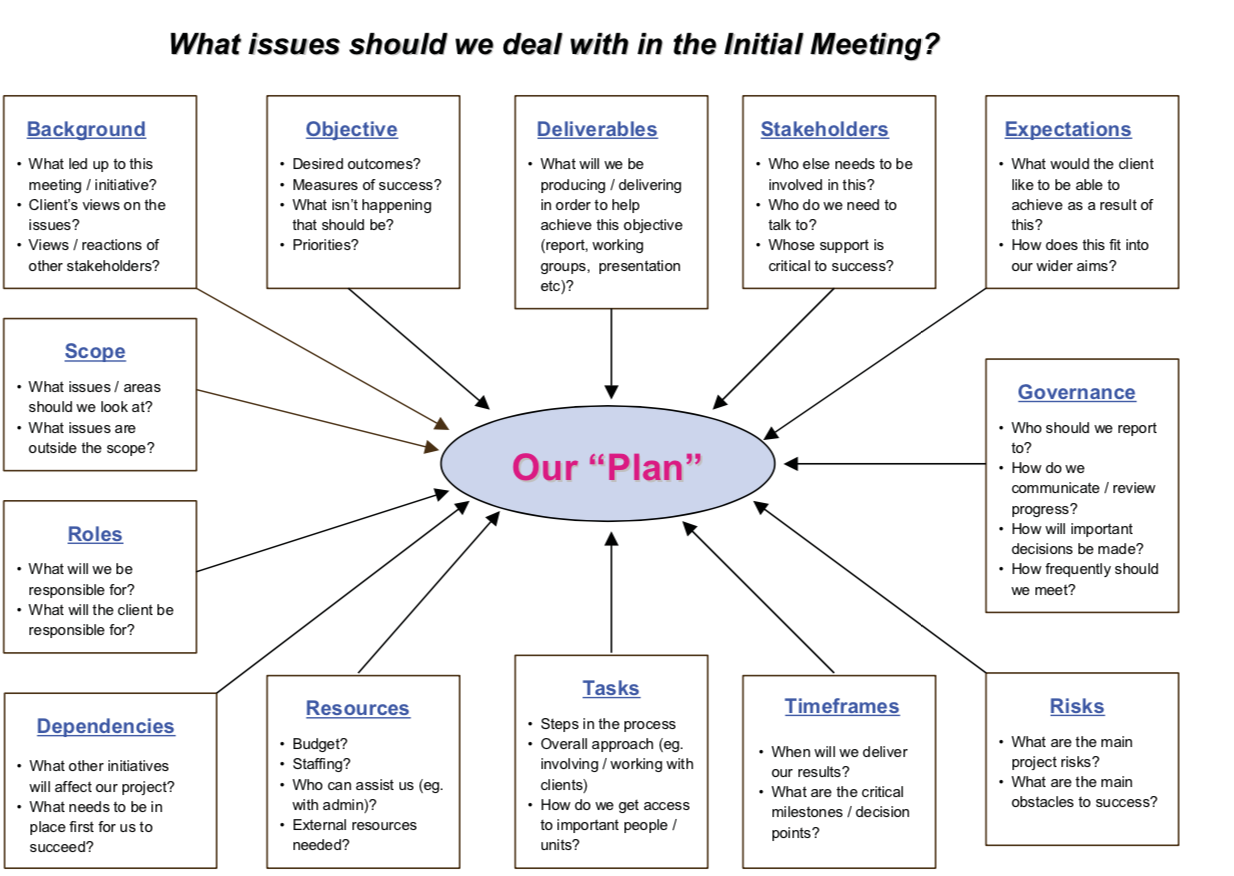 What issues should we deal with in the Initial Meeting?
Background
• What led up to this
meeting / initiative?
• Client’s views on the
issues?
• Views / reactions of
other stakeholders?
Objective
• Desired outcomes?
• Measures of success?
• What isn’t happening
that should be?
• Priorities?
Deliverables
• What will we be
producing / delivering
in order to help
achieve this objective
(report, working
groups, presentation
etc)?
Stakeholders
• Who else needs to be
involved in this?
• Who do we need to
talk to?
• Whose support is
critical to success?
Expectations
• What would the client
like to be able to
achieve as a result of
this?
• How does this fit into
our wider aims?
Scope
• What issues / areas
should we look at?
• What issues are
outside the scope?
Our “Plan”
Governance
• Who should we report
to?
• How do we
communicate / review
progress?
• How will important
decisions be made?
• How frequently should
we meet?
Roles
• What will we be
responsible for?
• What will the client be
responsible for?
Dependencies
• What other initiatives
will affect our project?
• What needs to be in
place first for us to
succeed?
Resources
• Budget?
• Staffing?
• Who can assist us (eg.
with admin)?
• External resources
needed?
Tasks
• Steps in the process
• Overall approach (eg.
involving / working with
clients)
• How do we get access
to important people /
units?
Timeframes
• When will we deliver
our results?
• What are the critical
milestones / decision
points?
Risks
• What are the main
project risks?
• What are the main
obstacles to success?